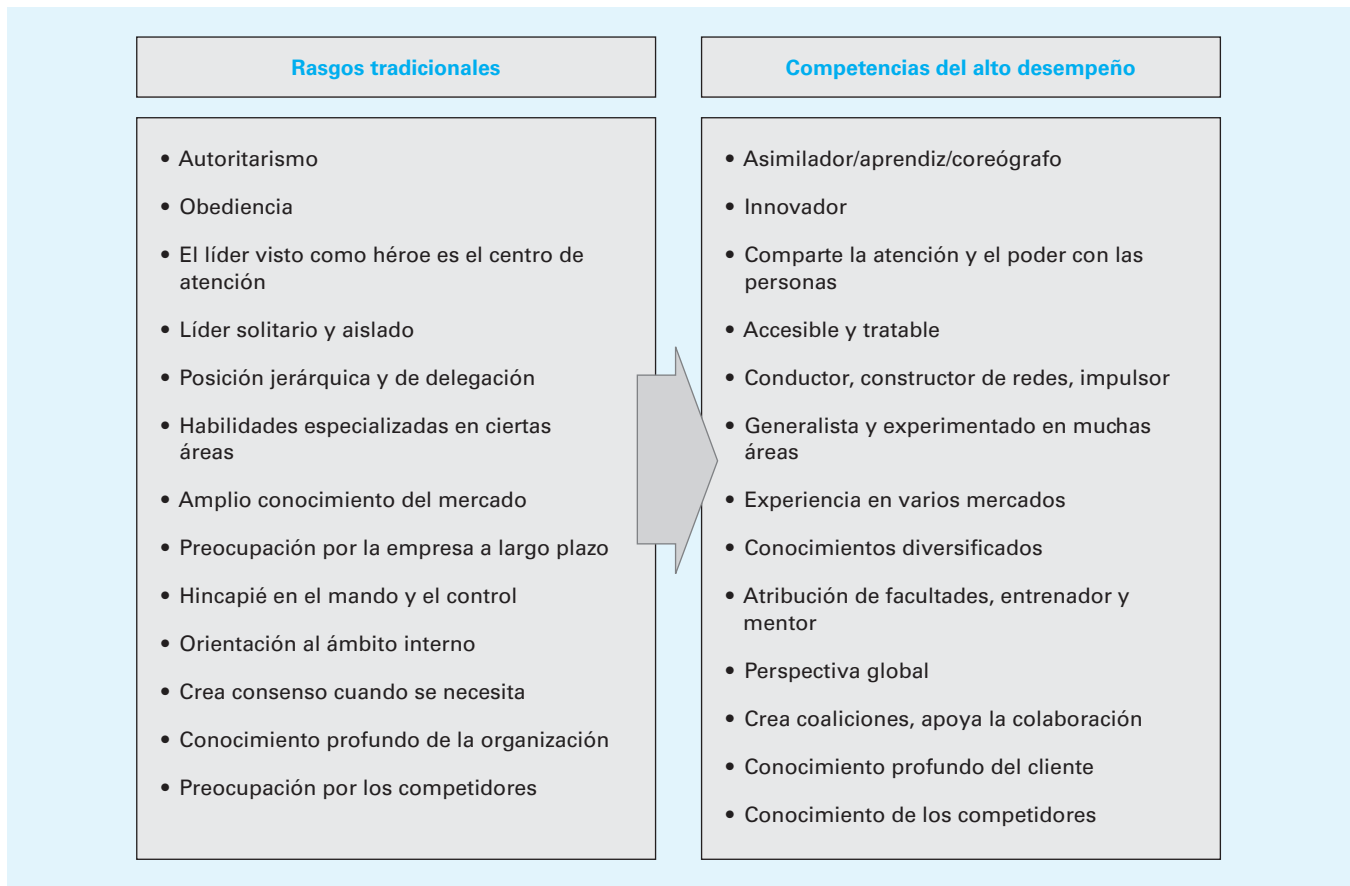 Rasgos tradicionales
• Autoritarismo
• Obediencia
• El líder visto como héroe es el centro de
atención
• Líder solitario y aislado
• Posición jerárquica y de delegación
• Habilidades especializadas en ciertas
áreas
• Amplio conocimiento del mercado
• Preocupación por la empresa a largo plazo
• Hincapié en el mando y el control
• Orientación al ámbito interno
• Crea consenso cuando se necesita
• Conocimiento profundo de la organización
• Preocupación por los competidores
Competencias del alto desempeño
• Asimilador/aprendiz/coreógrafo
• Innovador
• Comparte la atención y el poder con las
personas
• Accesible y tratable
• Conductor, constructor de redes, impulsor
• Generalista y experimentado en muchas
áreas
• Experiencia en varios mercados
• Conocimientos diversificados
• Atribución de facultades, entrenador y
mentor
• Perspectiva global
• Crea coaliciones, apoya la colaboración
• Conocimiento profundo del cliente
• Conocimiento de los competidores